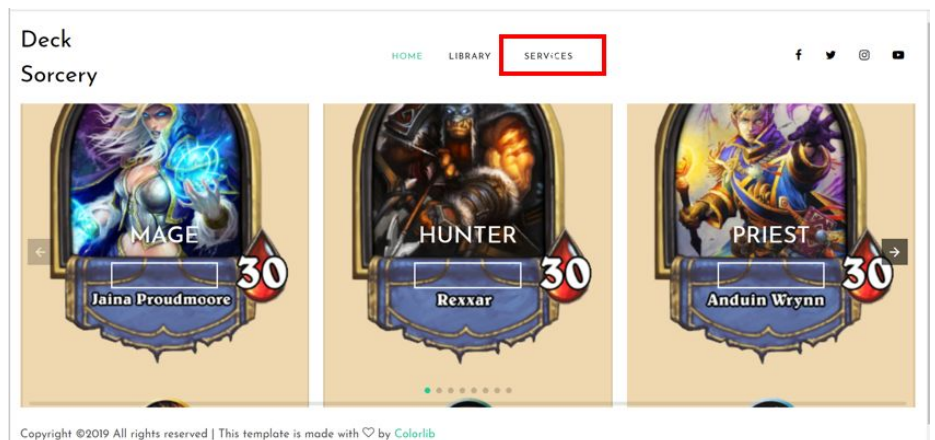 Deck
Sorcery
HOME LIBRARY SERVICES
MAGE
30
Jaina Proudmoore
HUNTER
30
Rexxar
PRIEST
30
Anduin Wrynn
Copyright ©2019 All rights reserved | This template is made with ♡ by Colorlib